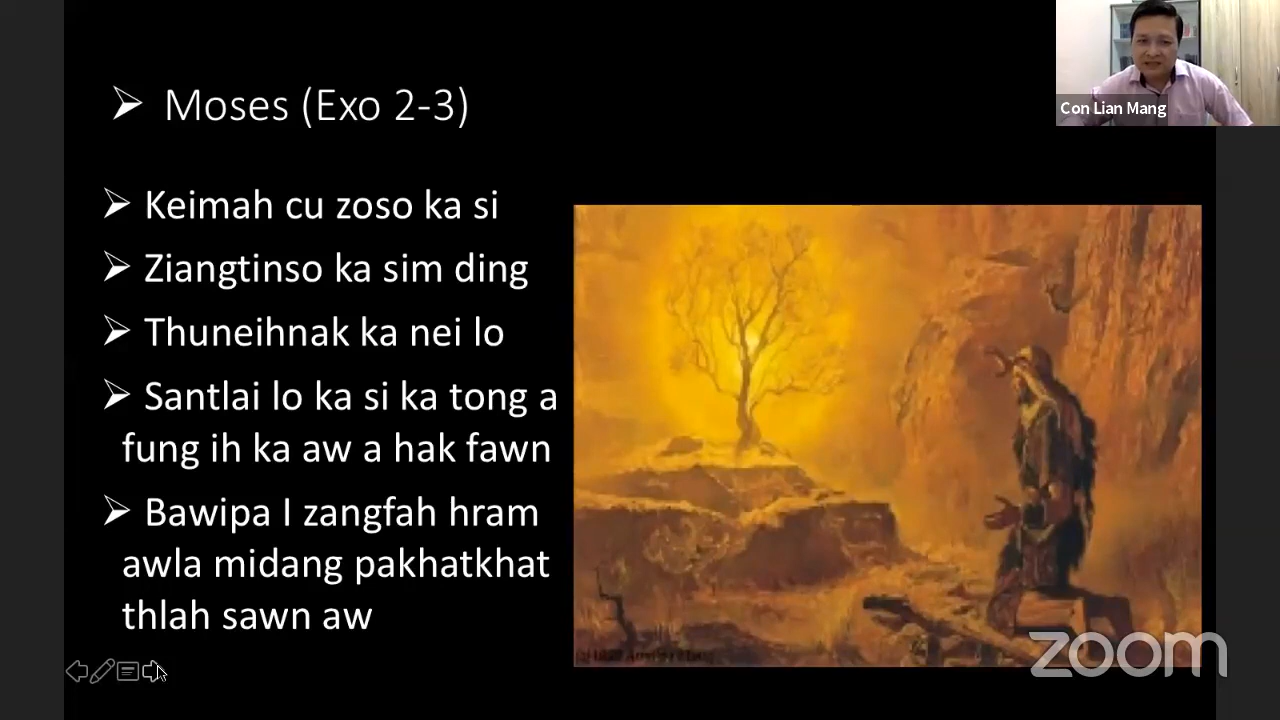 Con Lian Mang
➢ Moses (Exo 2-3)
➢ Keimah cu zoso ka si
➢ Ziangtinso ka sim ding
➢ Thuneihnak ka nei lo
➢ Santlai lo ka si ka tong a
fung ih ka aw a hak fawn
➢ Bawipa I zangfah hram
awla midang pakhatkhat
thlah sawn aw
zoom